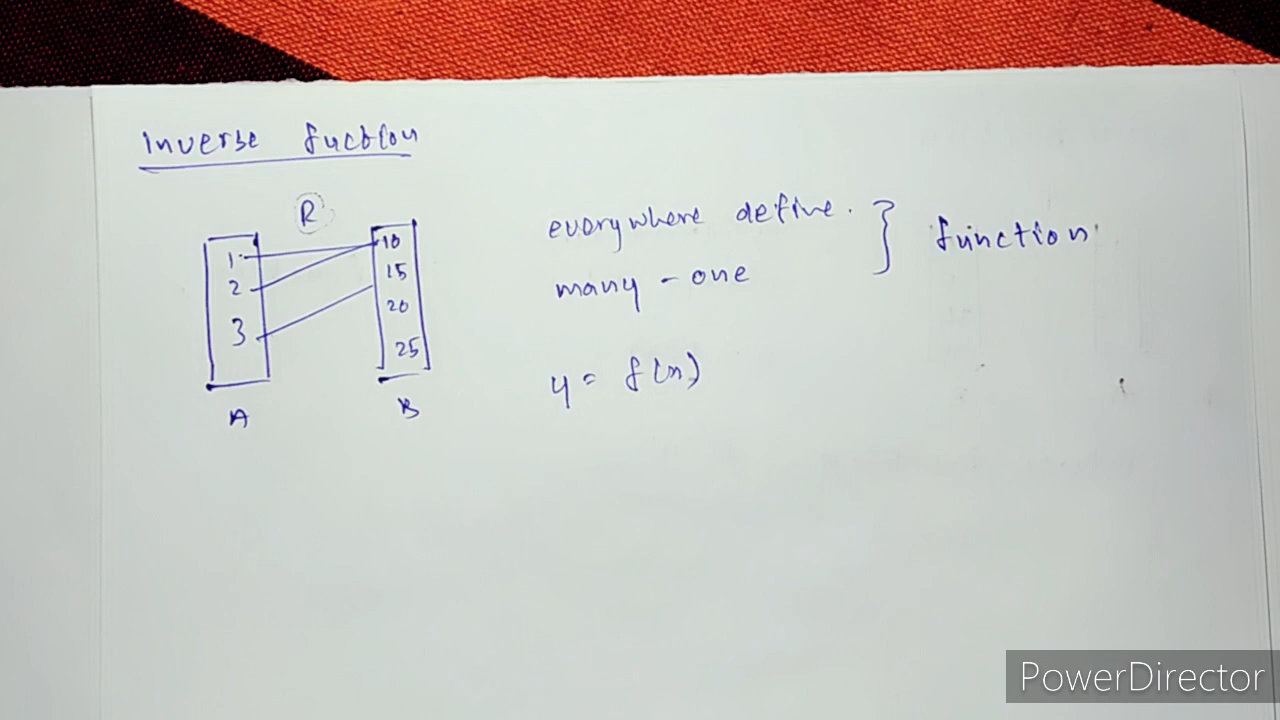 Inverse fuction
R
1
2
3
10
15
20
25
A
B
everywhere define.
many - one
} function
y = f(n)
PowerDirector